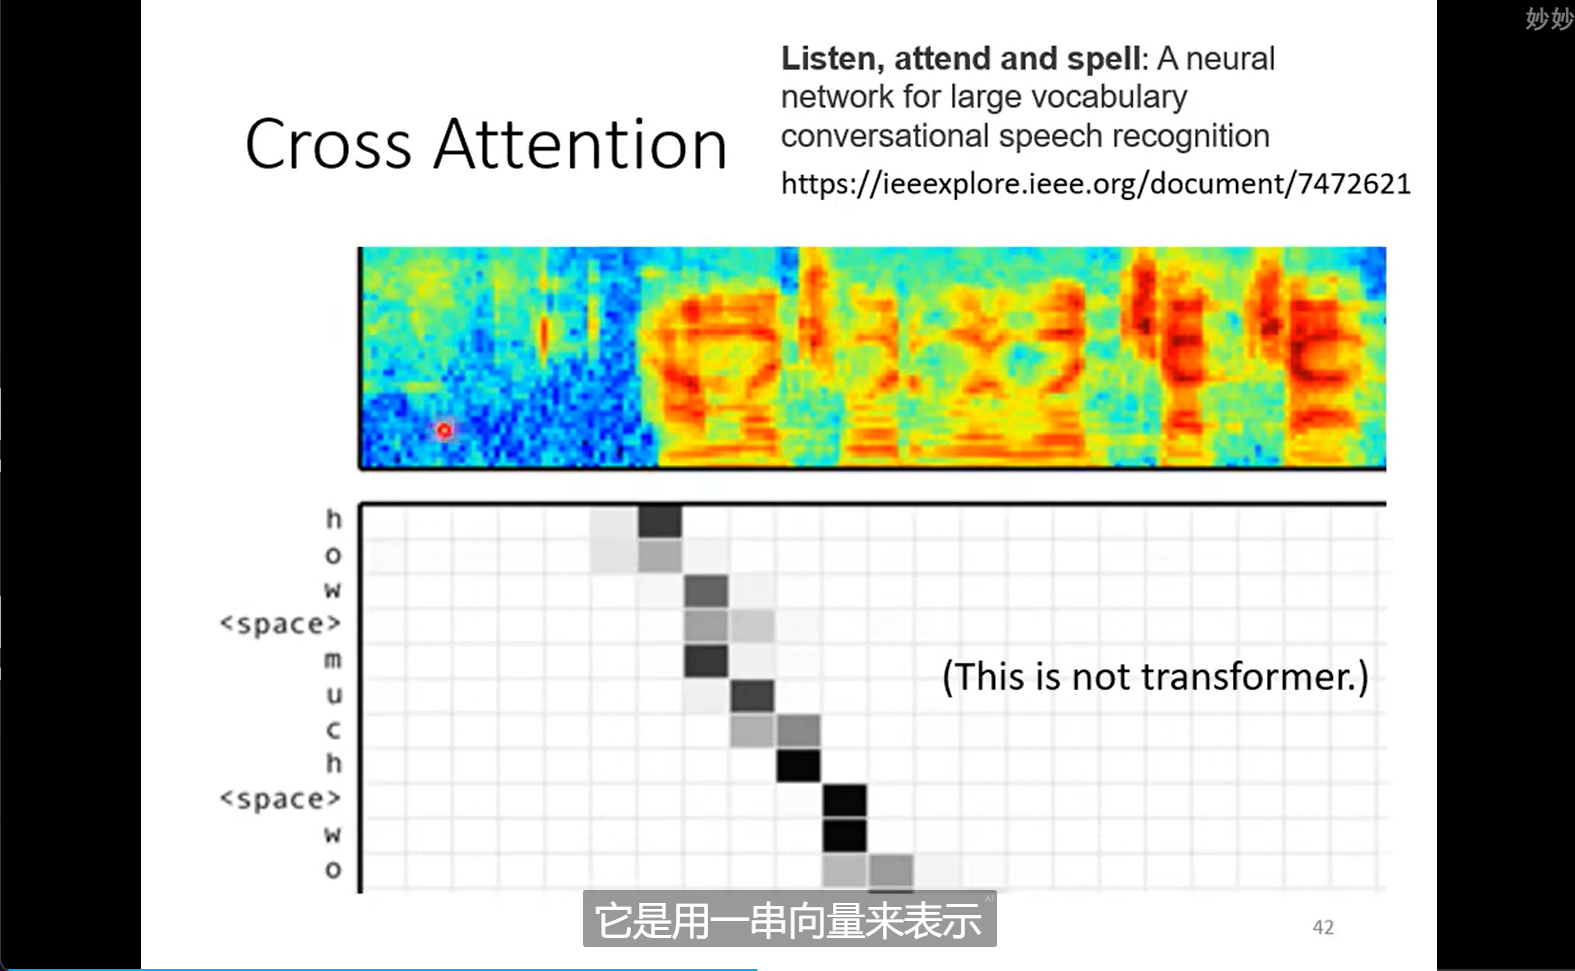 妙妙
Listen, attend and spell: A neural
network for large vocabulary
conversational speech recognition
Cross Attention
https://ieeexplore.ieee.org/document/7472621
h
o
w
<space>
m
(This is not transformer.)
u
c
h
<space>
w
o
AI
它是用一串向量来表示
42